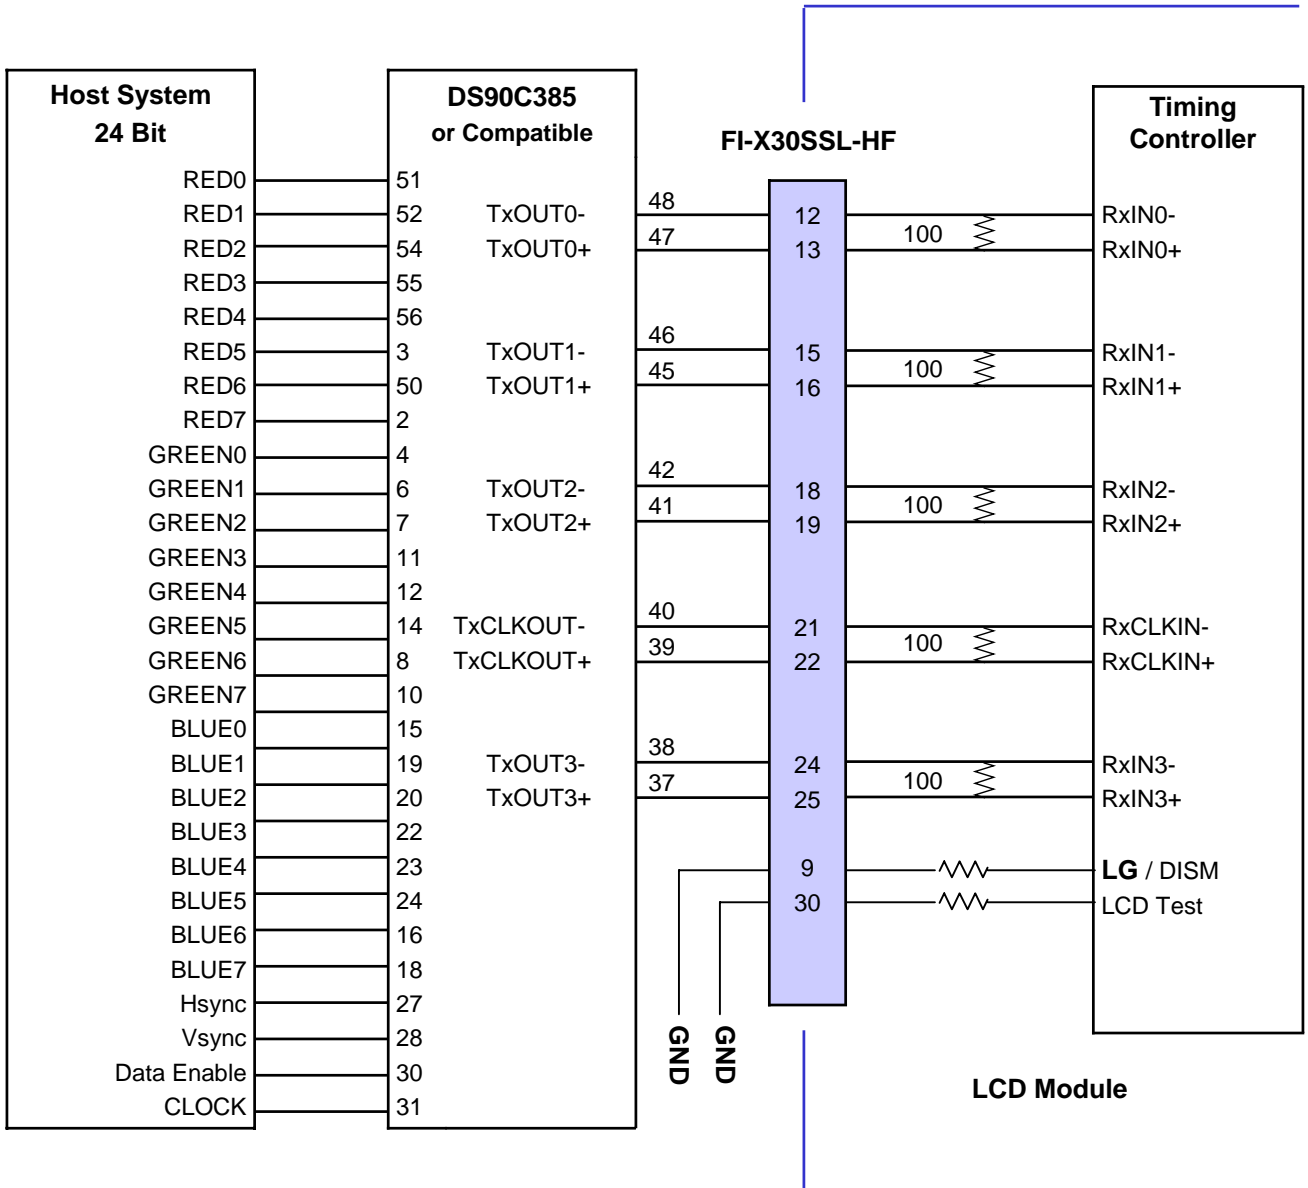 Host System
24 Bit
RED0
RED1
RED2
RED3
RED4
RED5
RED6
RED7
GREEN0
GREEN1
GREEN2
GREEN3
GREEN4
GREEN5
GREEN6
GREEN7
BLUE0
BLUE1
BLUE2
BLUE3
BLUE4
BLUE5
BLUE6
BLUE7
Hsync
Vsync
Data Enable
CLOCK
DS90C385
or Compatible
51
52
54
55
56
3
50
2
4
6
7
11
12
14
8
10
15
19
20
22
23
24
16
18
27
28
30
31
TxOUT0-
TxOUT0+
TxOUT1-
TxOUT1+
TxOUT2-
TxOUT2+
TxCLKOUT-
TxCLKOUT+
TxOUT3-
TxOUT3+
48
47
46
45
42
41
40
39
38
37
GND
GND
FI-X30SSL-HF
12
13
15
16
18
19
21
22
24
25
9
30
100
100
100
100
100
Timing
Controller
RxIN0-
RxIN0+
RxIN1-
RxIN1+
RxIN2-
RxIN2+
RxCLKIN-
RxCLKIN+
RxIN3-
RxIN3+
LG / DISM
LCD Test
LCD Module